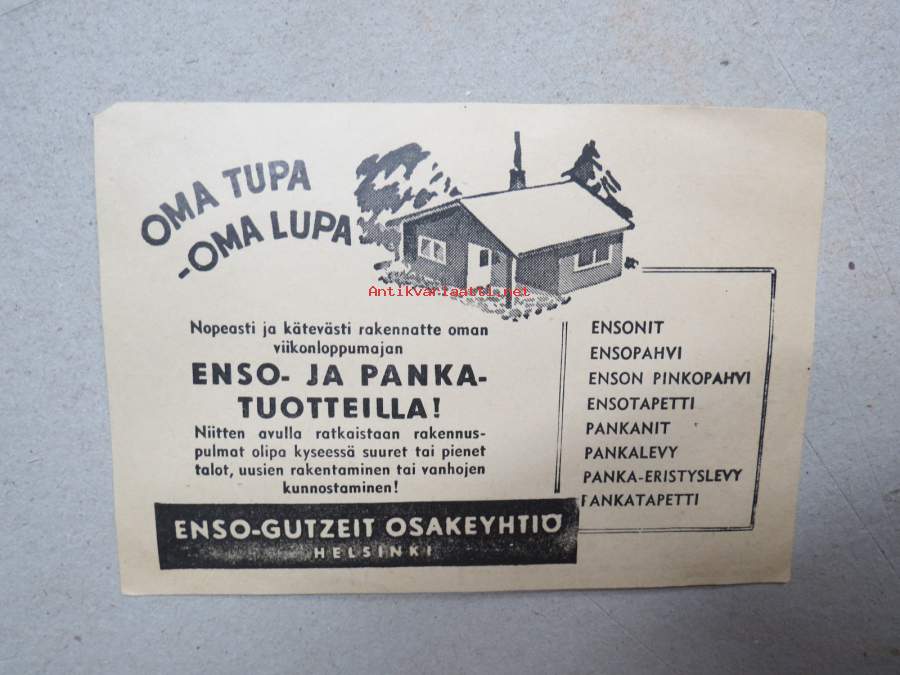 OMA TUPA
-OMA LUPA
Antikvariaatti.net
Nopeasti ja kätevästi rakennatte oman
viikonloppumajan
ENSO- JA PANKA-
TUOTTEILLA!
Niitten avulla ratkaistaan rakennus-
pulmat olipa kyseessä suuret tai pienet
talot, uusien rakentaminen tai vanhojen
kunnostaminen!
ENSONIT
ENSOPAHVI
ENSON PINKOPAHVI
ENSOTAPETTI
PANKANIT
PANKALEVY
PANKA-ERISTYSLEVY
PANKATAPETTI
ENSO-GUTZEIT OSAKEYHTIÖ
HELSINKI